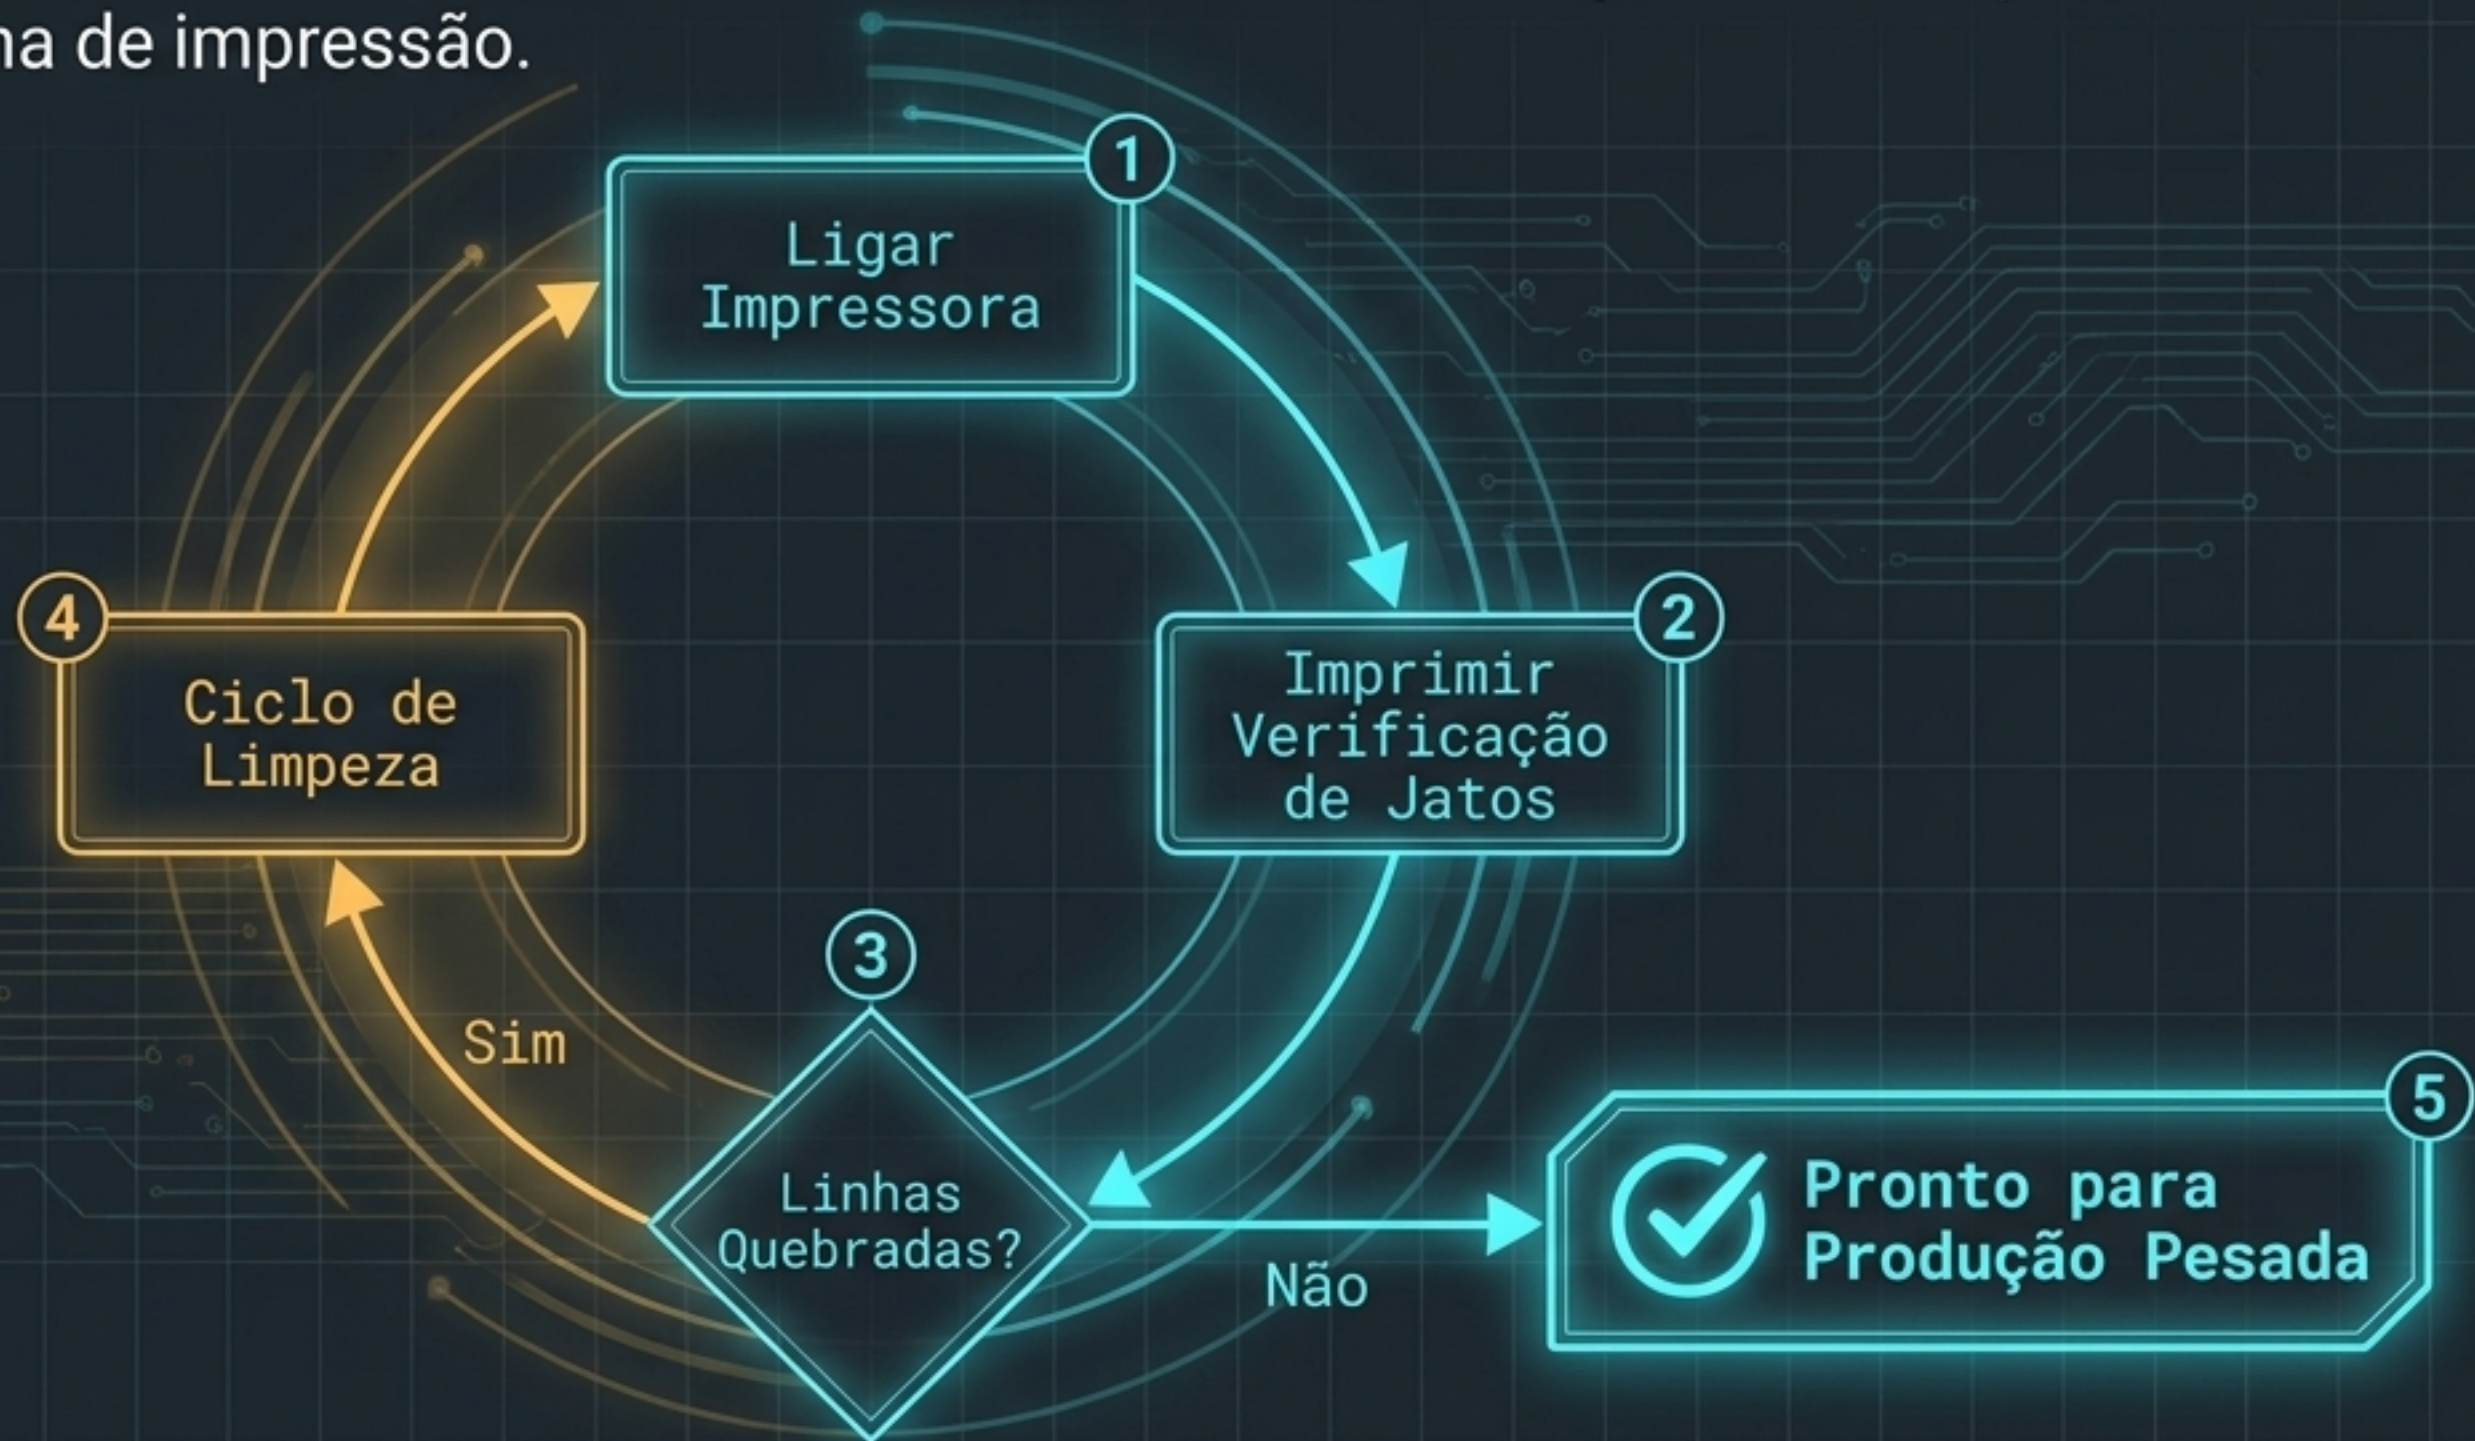 de impressão.
1
Ligar
Impressora
2
Imprimir
Verificação
de Jatos
3
Linhas
Quebradas?
Sim
4
Ciclo de
Limpeza
Não
5
Pronto para
Produção Pesada